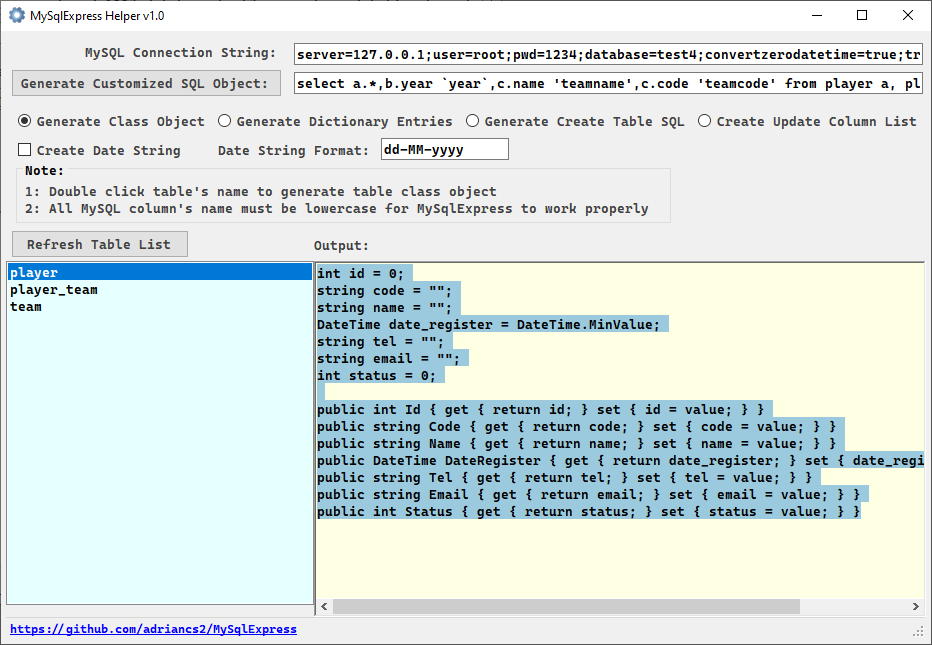 MySqlExpress Helper v1.0
MySQL Connection String:
server=127.0.0.1;user=root;pwd=1234;database=test4;convertzerodatetime=true;tr
Generate Customized SQL Object:
select a.*,b.year `year`,c.name 'teamname',c.code 'teamcode' from player a, pl
Generate Class Object
Generate Dictionary Entries
Generate Create Table SQL
Create Update Column List
Create Date String
Date String Format:
dd-MM-yyyy
Note:
1: Double click table's name to generate table class object
2: All MySQL column's name must be lowercase for MySqlExpress to work properly
Refresh Table List
Output:
player
player_team
team
int id = 0;
string code = "";
string name = "";
DateTime date_register = DateTime.MinValue;
string tel = "";
string email = "";
int status = 0;
public int Id { get { return id; } set { id = value; } }
public string Code { get { return code; } set { code = value; } }
public string Name { get { return name; } set { name = value; } }
public DateTime DateRegister { get { return date_register; } set { date_regi
public string Tel { get { return tel; } set { tel = value; } }
public string Email { get { return email; } set { email = value; } }
public int Status { get { return status; } set { status = value; } }
https://github.com/adriancs2/MySqlExpress